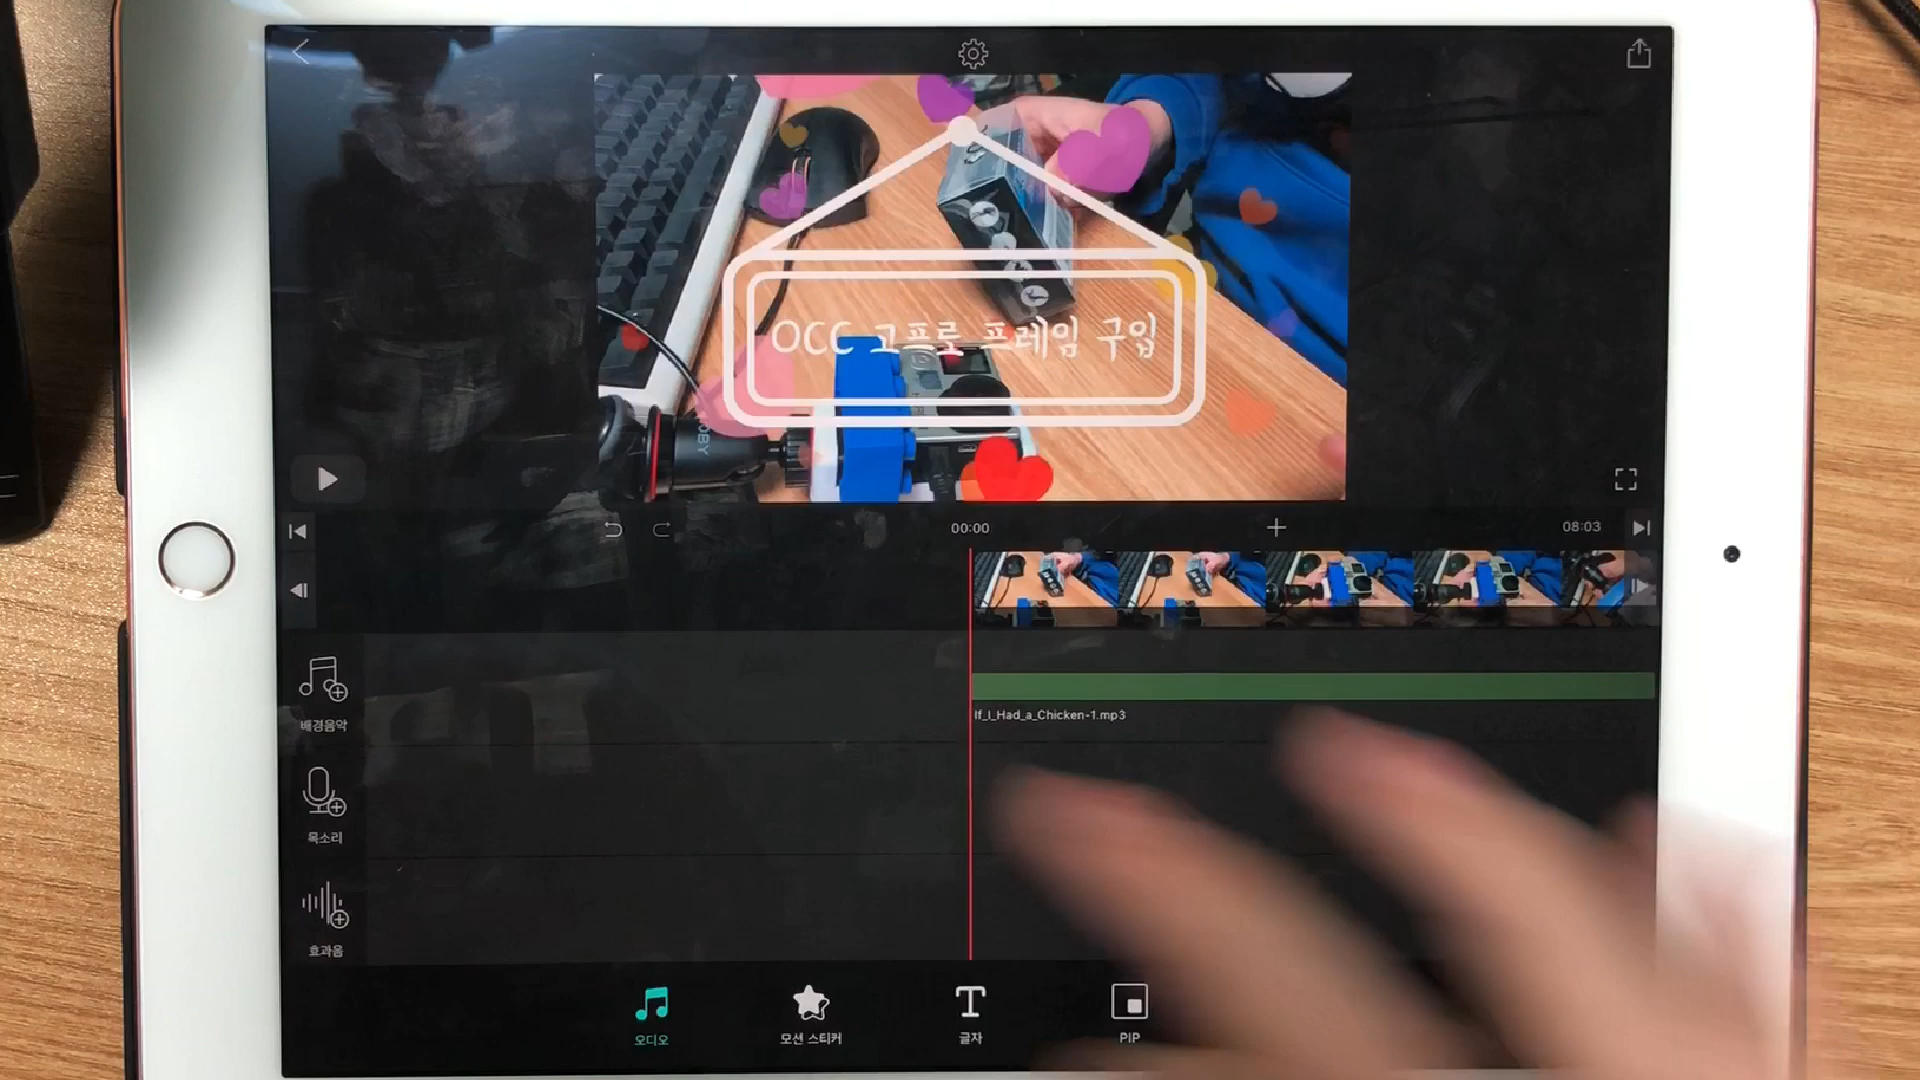 OCC 고프로 프레임 구입
00:00
08:03
If_I_Had_a_Chicken-1.mp3
배경음악
목소리
효과음
오디오
모션 스티커
글자
PIP